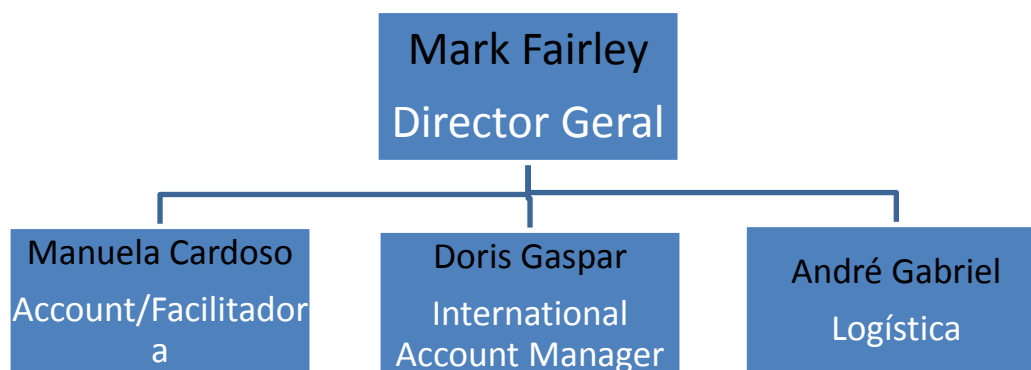 Mark Fairley
Director Geral
Manuela Cardoso
Account/Facilitador
a
Doris Gaspar
International
Account Manager
André Gabriel
Logística